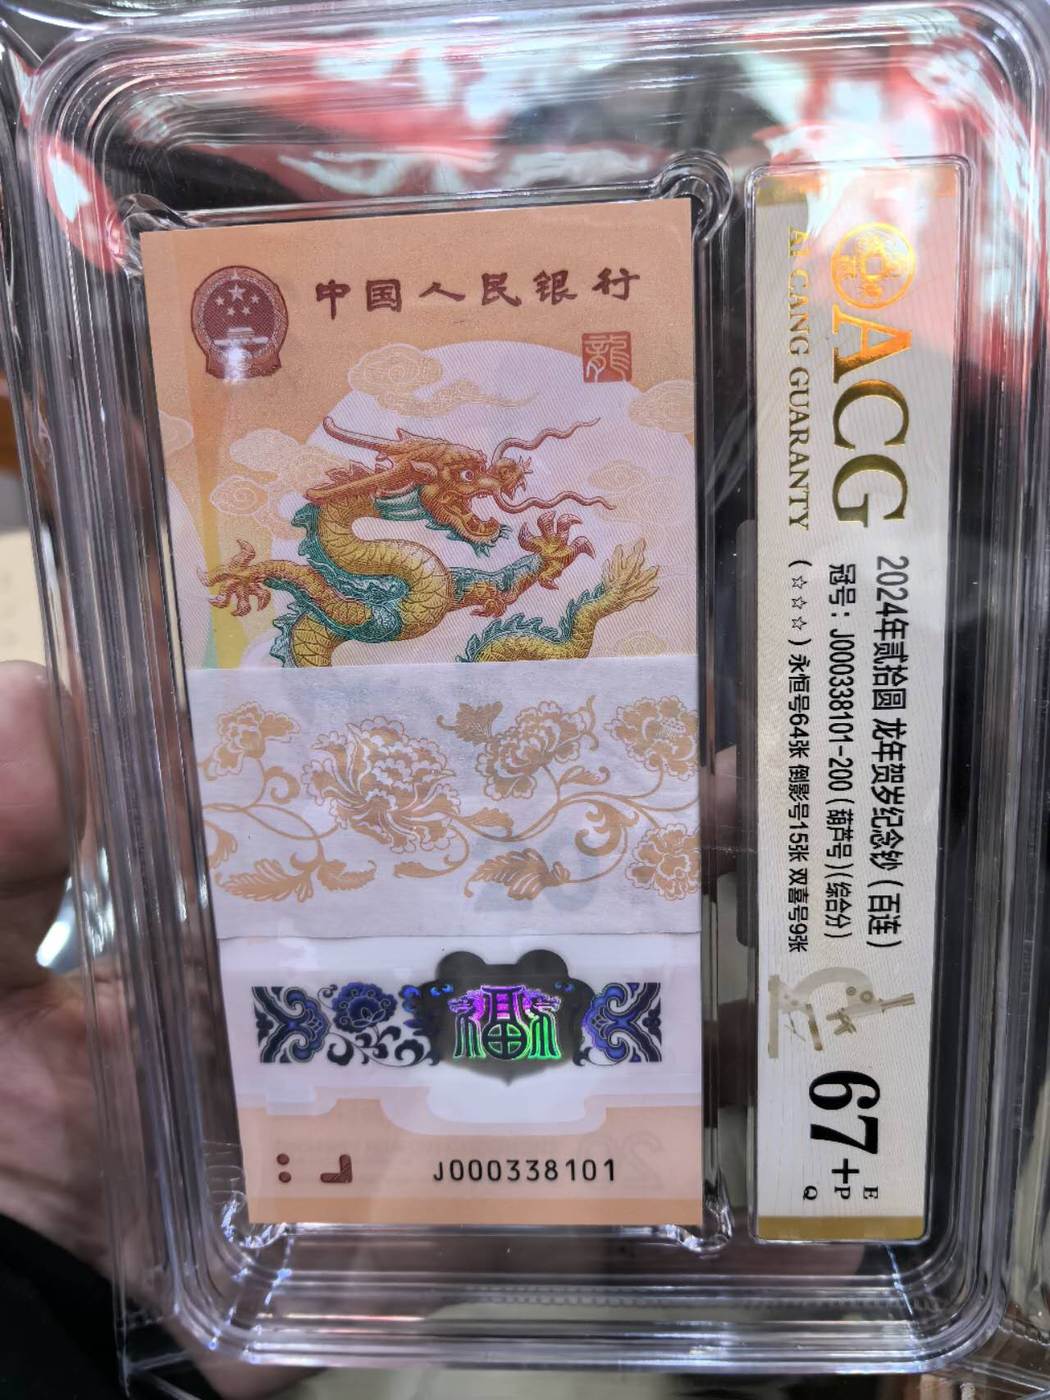 中国人民银行
龍
福
J000338101
ACG
AI CANG GUARANTY
2024年贰拾圆 龙年贺岁纪念钞（百连）
冠号：J000338101-200（葫芦号）（综合分）
（☆☆☆）永恒号64张 倒影号15张 双喜号9张
67+
E
P
Q